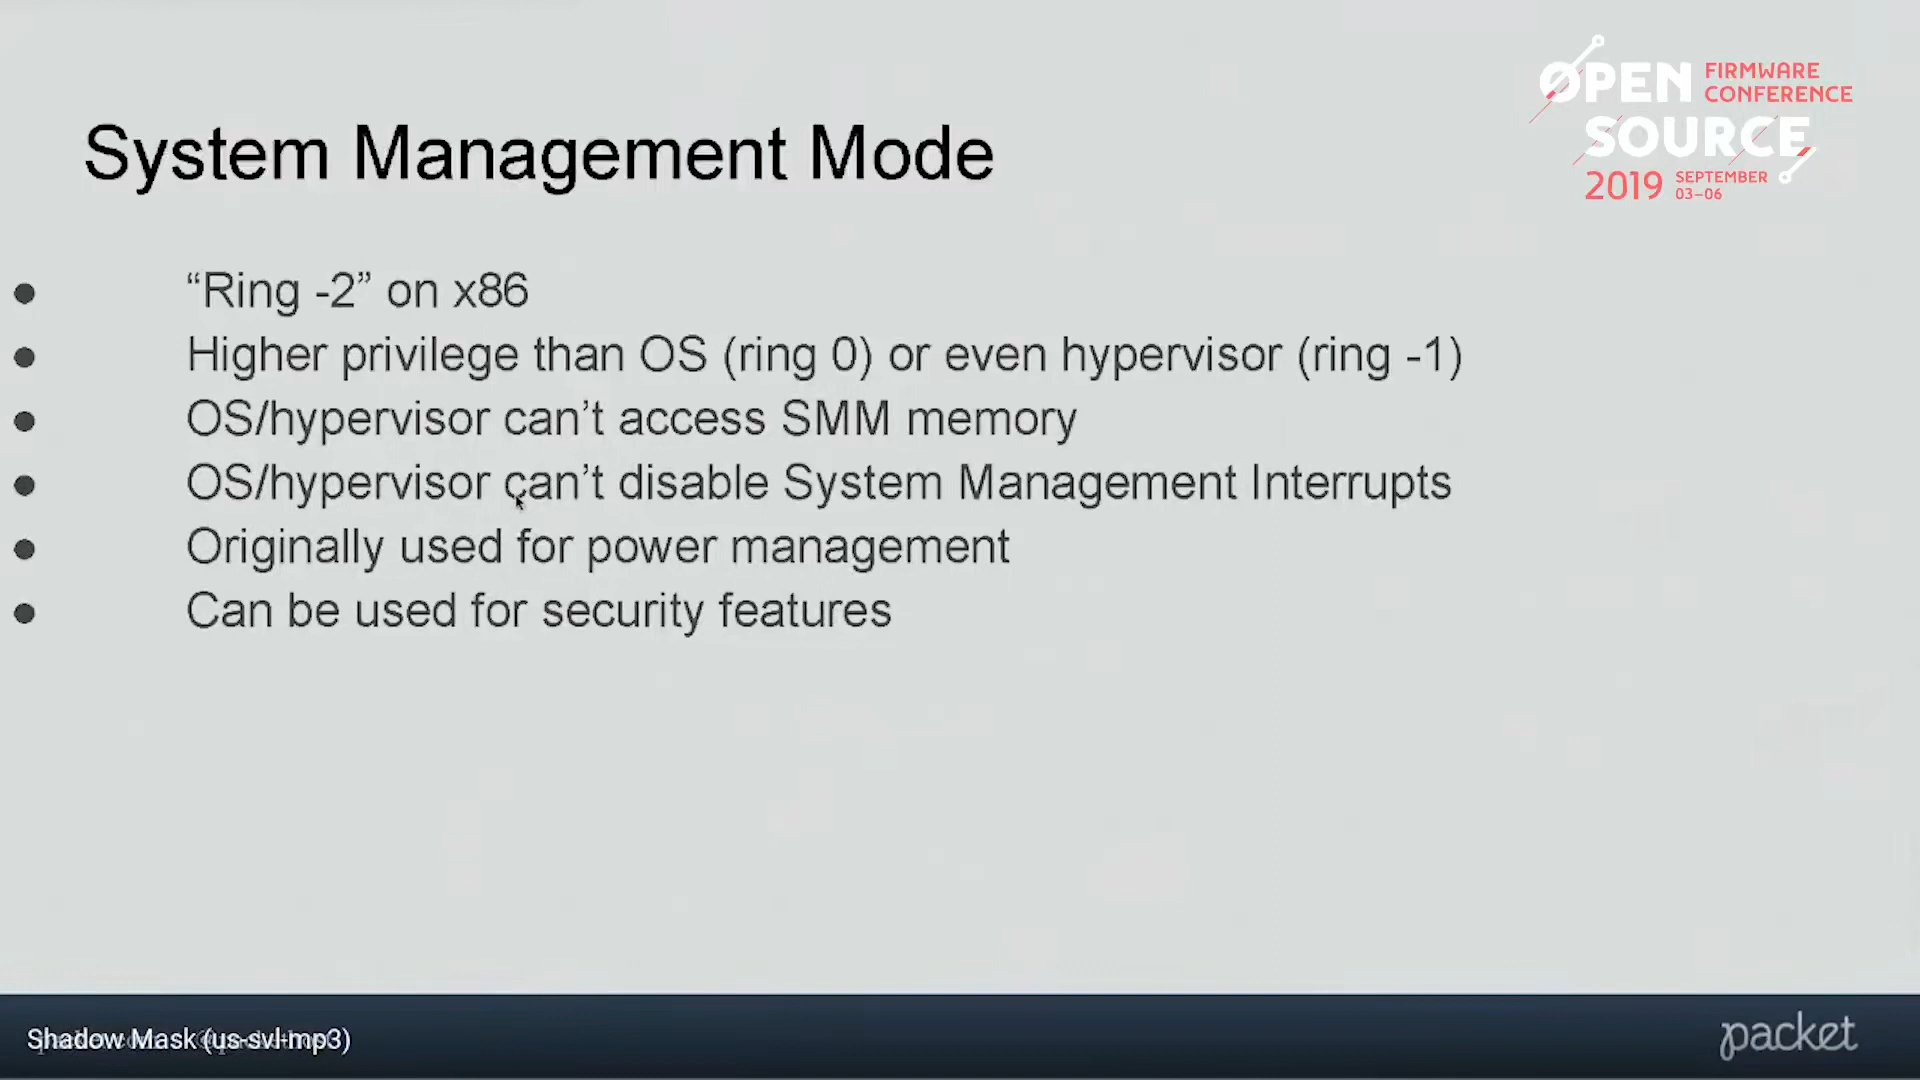 OPEN FIRMWARE CONFERENCE
SOURCE
2019 SEPTEMBER 03–06
System Management Mode
● “Ring -2” on x86
● Higher privilege than OS (ring 0) or even hypervisor (ring -1)
● OS/hypervisor can’t access SMM memory
● OS/hypervisor can’t disable System Management Interrupts
● Originally used for power management
● Can be used for security features
Shadow Mask (us-svl-mp3)
packet